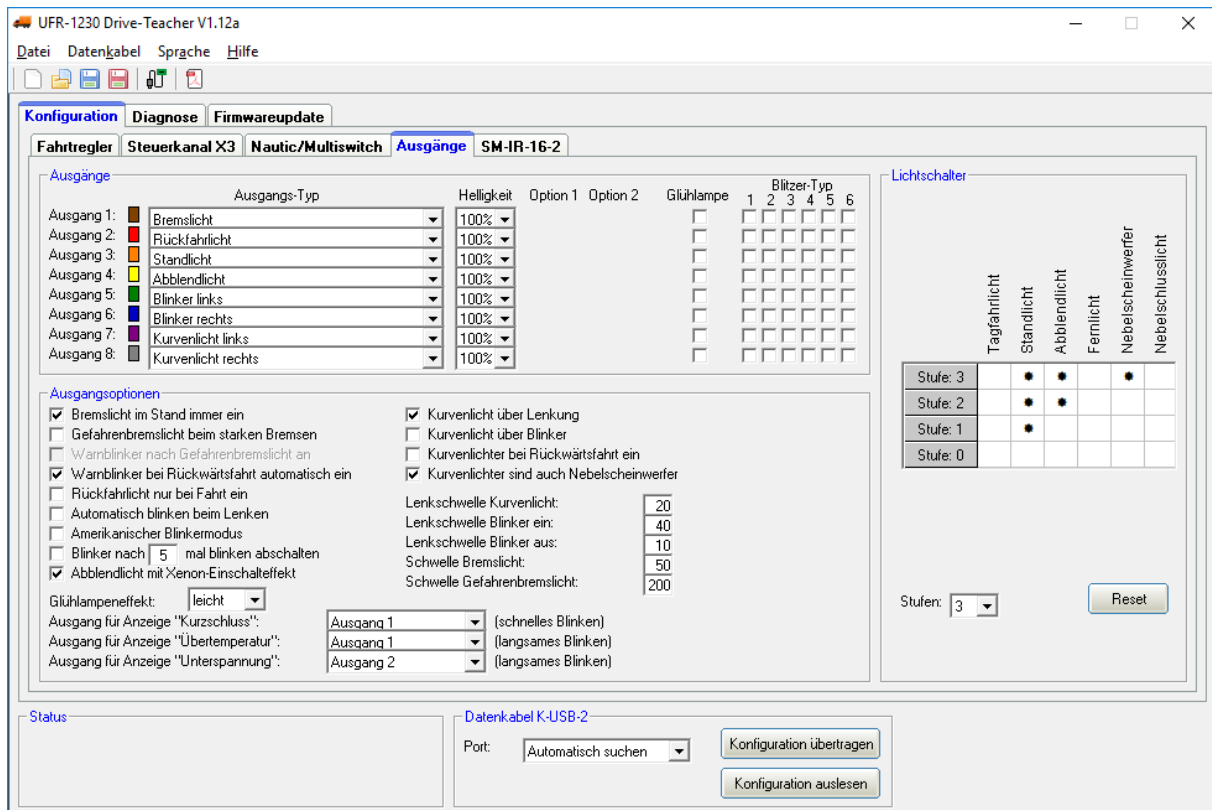 UFR-1230 Drive-Teacher V1.12a
Datei Datenkabel Sprache Hilfe
Konfiguration Diagnose Firmwareupdate
Fahrtregler Steuerkanal X3 Nautic/Multiswitch Ausgänge SM-IR-16-2
Ausgänge
Ausgangs-Typ Helligkeit Option 1 Option 2 Glühlampe Blitzer-Typ
1 2 3 4 5 6
Ausgang 1: Bremslicht 100%
Ausgang 2: Rückfahrlicht 100%
Ausgang 3: Standlicht 100%
Ausgang 4: Abblendlicht 100%
Ausgang 5: Blinker links 100%
Ausgang 6: Blinker rechts 100%
Ausgang 7: Kurvenlicht links 100%
Ausgang 8: Kurvenlicht rechts 100%
Ausgangsoptionen
Bremslicht im Stand immer ein
Gefahrenbremslicht beim starken Bremsen
Warnblinker nach Gefahrenbremslicht an
Warnblinker bei Rückwärtsfahrt automatisch ein
Rückfahrlicht nur bei Fahrt ein
Automatisch blinken beim Lenken
Amerikanischer Blinkermodus
Blinker nach 5 mal blinken abschalten
Abblendlicht mit Xenon-Einschalteffekt
Kurvenlicht über Lenkung
Kurvenlicht über Blinker
Kurvenlichter bei Rückwärtsfahrt ein
Kurvenlichter sind auch Nebelscheinwerfer
Lenkschwelle Kurvenlicht: 20
Lenkschwelle Blinker ein: 40
Lenkschwelle Blinker aus: 10
Schwelle Bremslicht: 50
Schwelle Gefahrenbremslicht: 200
Glühlampeneffekt: leicht
Ausgang für Anzeige "Kurzschluss": Ausgang 1 (schnelles Blinken)
Ausgang für Anzeige "Übertemperatur": Ausgang 1 (langsames Blinken)
Ausgang für Anzeige "Unterspannung": Ausgang 2 (langsames Blinken)
Lichtschalter
Tagfahrlicht
Standlicht
Abblendlicht
Fernlicht
Nebelscheinwerfer
Nebelschlusslicht
Stufe: 3
Stufe: 2
Stufe: 1
Stufe: 0
Stufen: 3 Reset
Status
Datenkabel K-USB-2
Port: Automatisch suchen
Konfiguration übertragen
Konfiguration auslesen